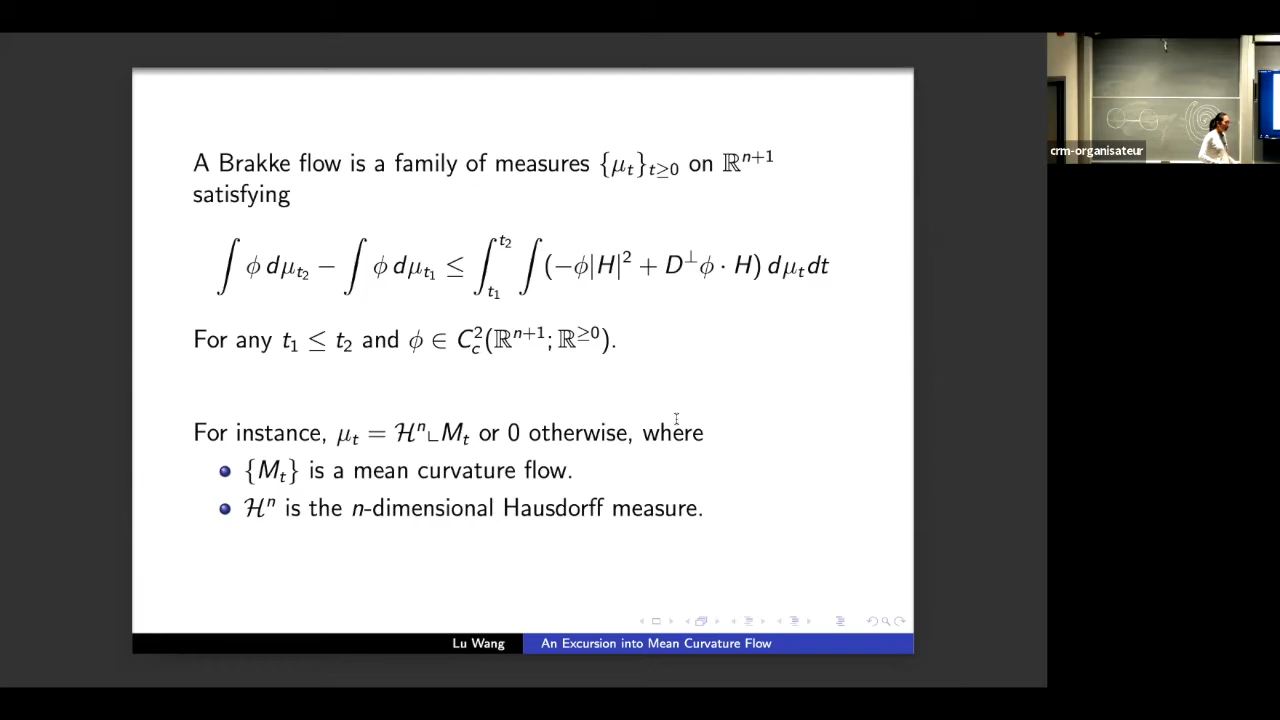 A Brakke flow is a family of measures {μ_t}_{t≥0} on ℝ^{n+1}
satisfying
∫ ϕ dμ_{t_2} − ∫ ϕ dμ_{t_1} ≤ ∫_{t_1}^{t_2} ∫ (−ϕ|H|^2 + D^⊥ϕ · H) dμ_t dt
For any t_1 ≤ t_2 and ϕ ∈ C_c^2(ℝ^{n+1}; ℝ^{≥0}).
For instance, μ_t = ℋ^n⌞M_t or 0 otherwise, where
{M_t} is a mean curvature flow.
ℋ^n is the n-dimensional Hausdorff measure.
Lu Wang An Excursion into Mean Curvature Flow
crm-organisateur